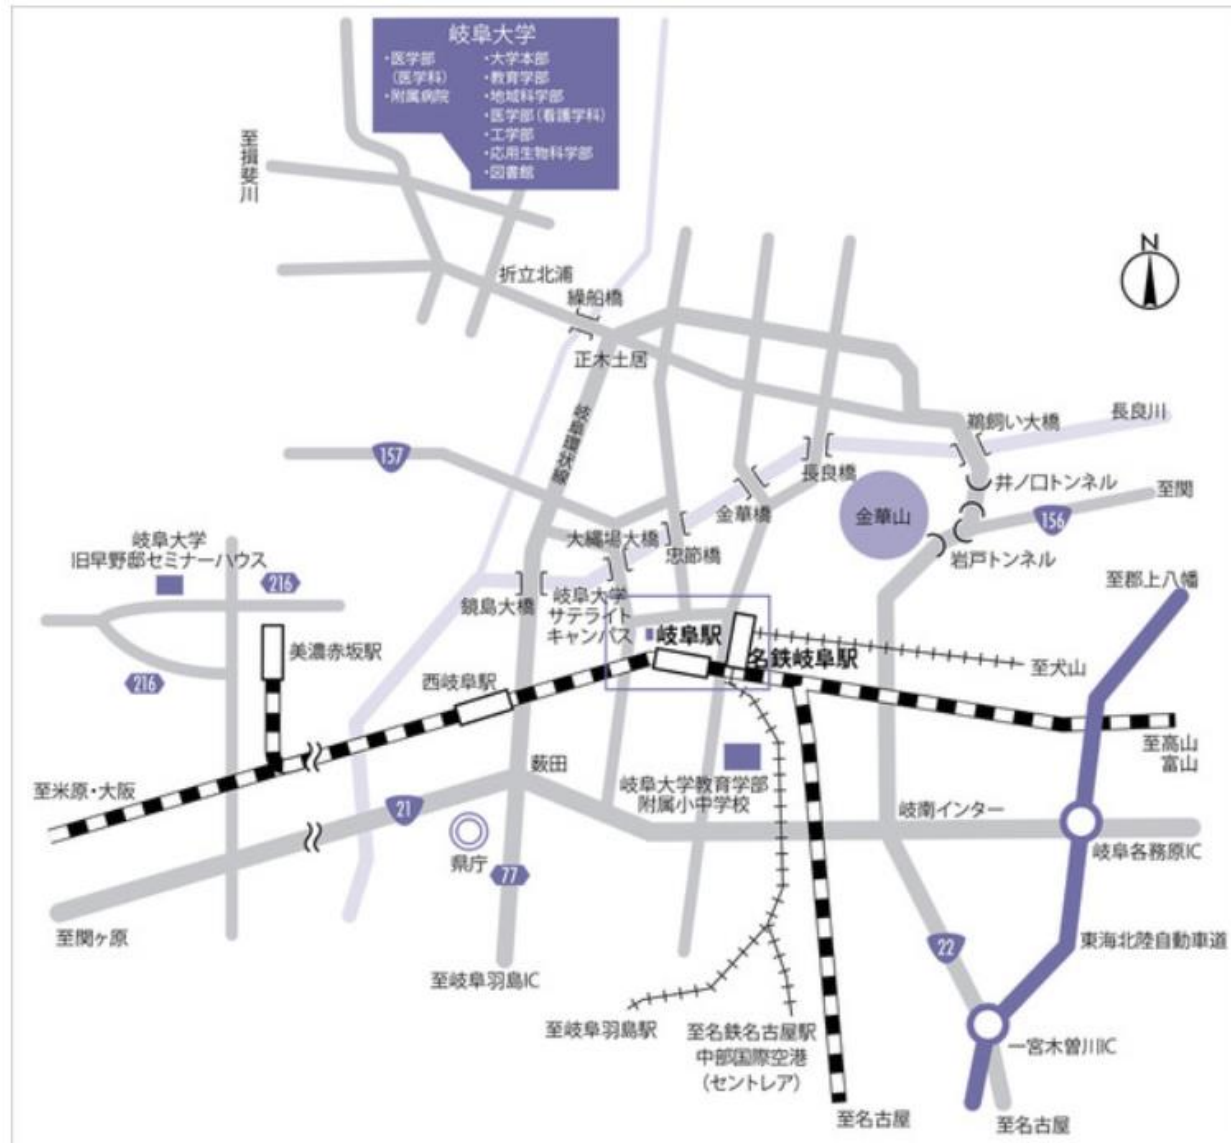 岐阜大学
・医学部
(医学科)
・附属病院
・大学本部
・教育学部
・地域科学部
・医学部(看護学科)
・工学部
・応用生物科学部
・図書館
至揖斐川
N
折立北浦
繰船橋
正木土居
岐阜環状線
鵜飼い大橋
長良川
157
長良橋
井ノ口トンネル
至関
金華橋
金華山
156
大縄場大橋
忠節橋
岩戸トンネル
岐阜大学
旧早野邸セミナーハウス
216
至郡上八幡
鏡島大橋
岐阜大学
サテライト
キャンパス
岐阜駅
名鉄岐阜駅
美濃赤坂駅
至犬山
216
西岐阜駅
至高山
富山
薮田
岐阜大学教育学部
附属小中学校
至米原・大阪
21
岐南インター
県庁
岐阜各務原IC
77
至関ヶ原
22
東海北陸自動車道
至岐阜羽島IC
至岐阜羽島駅
至名鉄名古屋駅
中部国際空港
(セントレア)
一宮木曽川IC
至名古屋
至名古屋